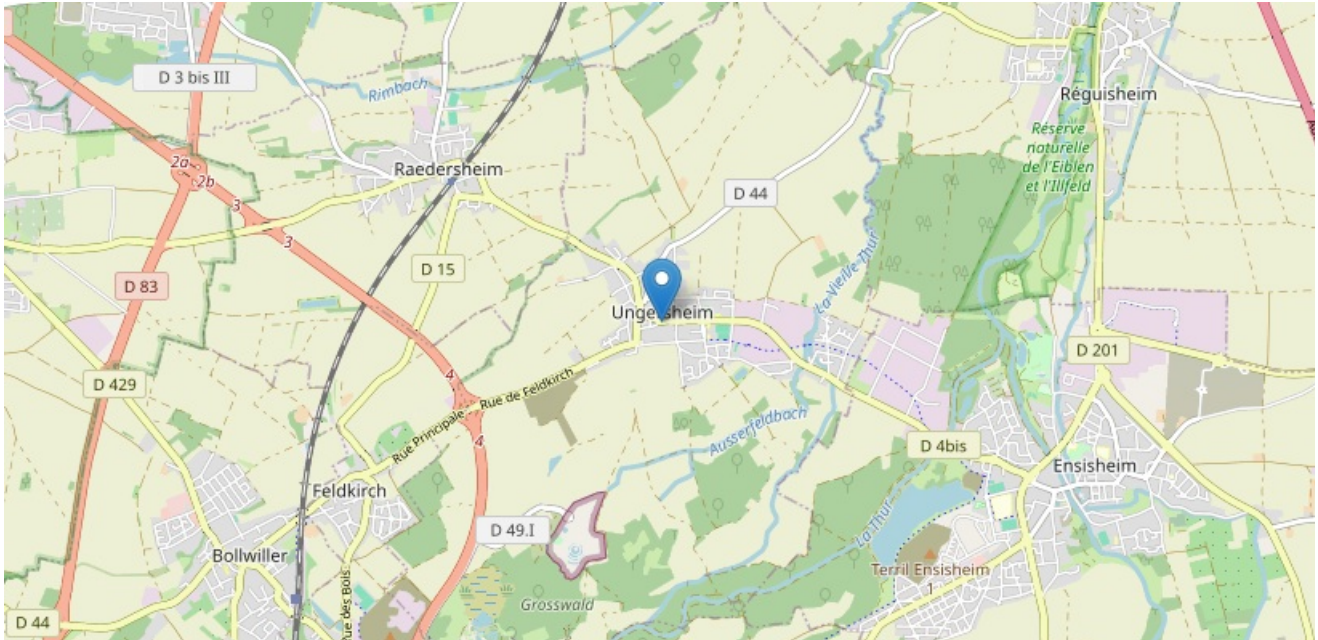 D 3 bis III
Rimbach
Réguisheim
Réserve
naturelle
de l'Eiblen
et l'Illfeld
2a
2b
Raedersheim
3
3
D 44
D 15
La Vieille Thur
D 83
Ungersheim
D 201
D 429
4
Rue de Feldkirch
Rue Principale
4
Ausserfeldbach
D 4bis
Ensisheim
Feldkirch
D 49.I
La Thur
Bollwiller
Terril Ensisheim
1
Grosswald
Rue des Bois
D 44